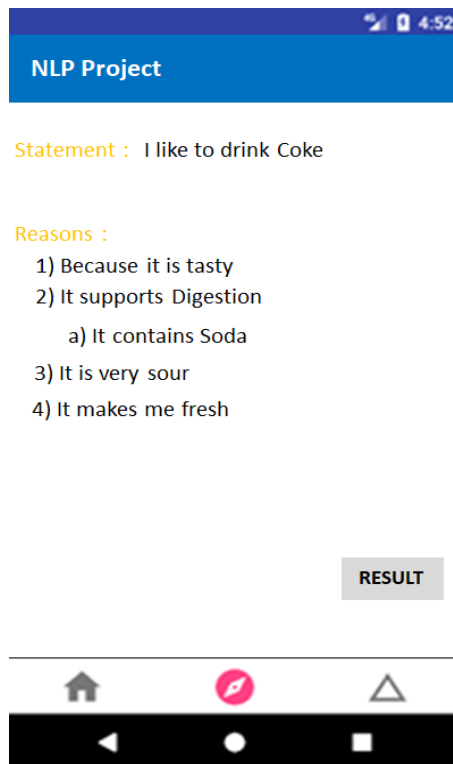 4G 4:52
NLP Project
Statement : I like to drink Coke
Reasons :
1) Because it is tasty
2) It supports Digestion
a) It contains Soda
3) It is very sour
4) It makes me fresh
RESULT